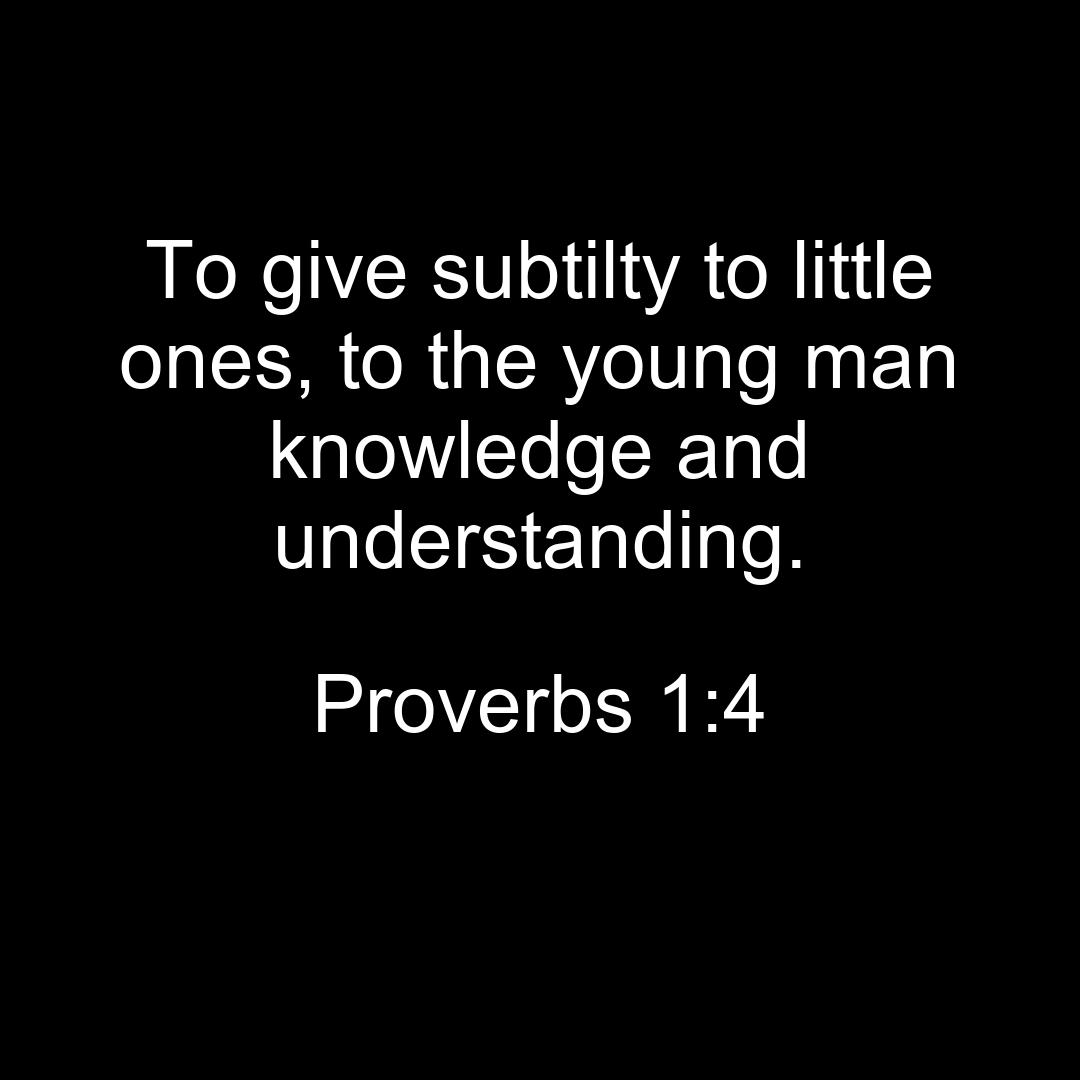 To give subtilty to little
ones, to the young man
knowledge and
understanding.
Proverbs 1:4